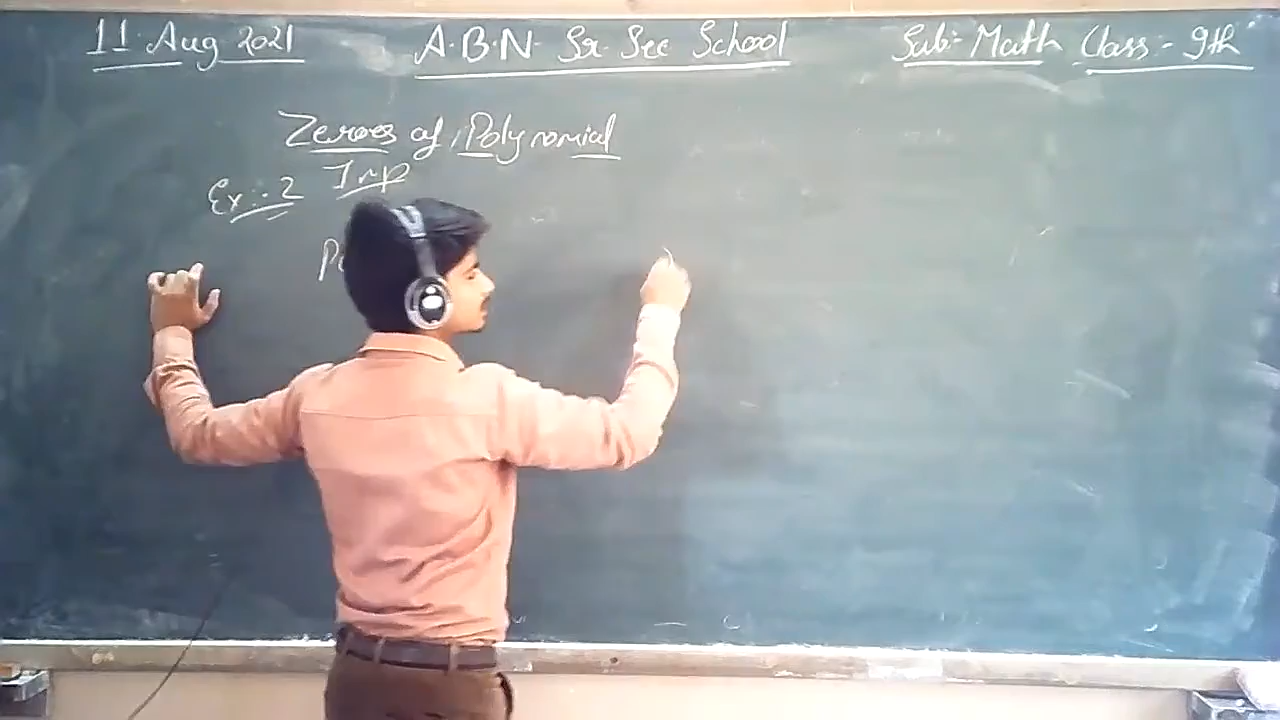 11 Aug 2021 A.B.N. Sr. Sec School Sub:- Math Class:- 9th
Zeroes of Polynomial
Ex:-2 Imp